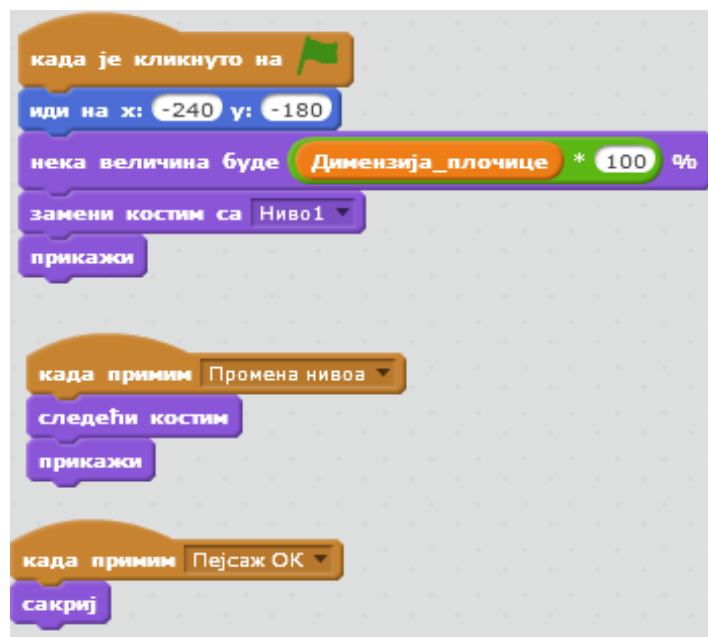 када је кликнуто на
иди на x: -240 y: -180
нека величина буде Димензија_плочице * 100 %
замени костим са Ниво1
прикажи
када примим Промена нивоа
следећи костим
прикажи
када примим Пејсаж ОК
сакриј